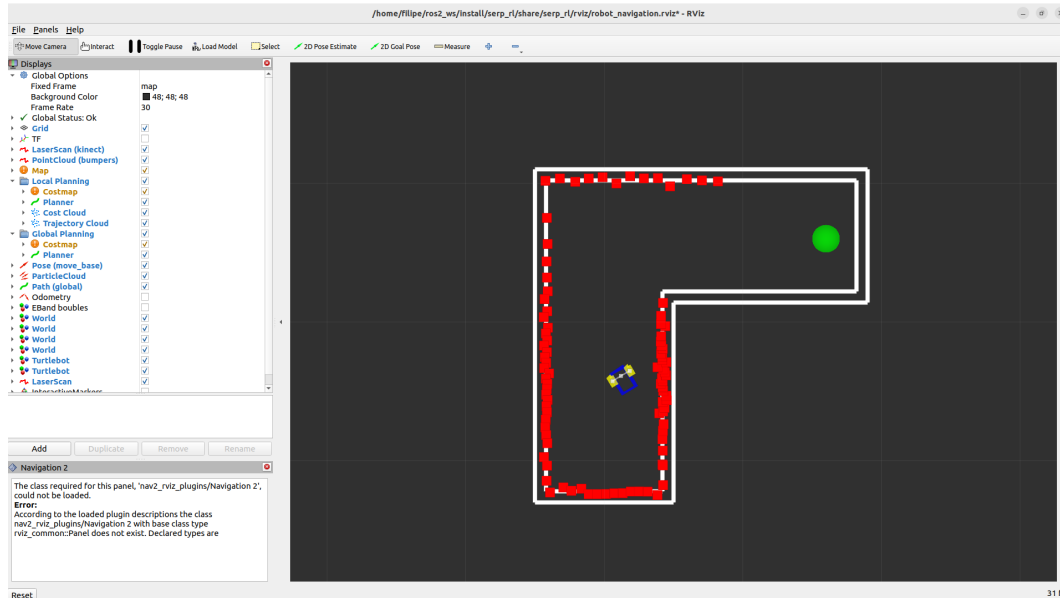 /home/filipe/ros2_ws/install/serp_rl/share/serp_rl/rviz/robot_navigation.rviz* - RViz
File Panels Help
Move Camera Interact Toggle Pause Load Model Select 2D Pose Estimate 2D Goal Pose Measure
Displays
Global Options
Fixed Frame map
Background Color 48; 48; 48
Frame Rate 30
Global Status: Ok
Grid
TF
LaserScan (kinect)
PointCloud (bumpers)
Map
Local Planning
Costmap
Planner
Cost Cloud
Trajectory Cloud
Global Planning
Costmap
Planner
Pose (move_base)
ParticleCloud
Path (global)
Odometry
EBand boubles
World
World
World
World
Turtlebot
Turtlebot
LaserScan
InteractiveMarkers
Add Duplicate Remove Rename
Navigation 2
The class required for this panel, 'nav2_rviz_plugins/Navigation 2',
could not be loaded.
Error:
According to the loaded plugin descriptions the class
nav2_rviz_plugins/Navigation 2 with base class type
rviz_common::Panel does not exist. Declared types are
Reset
31